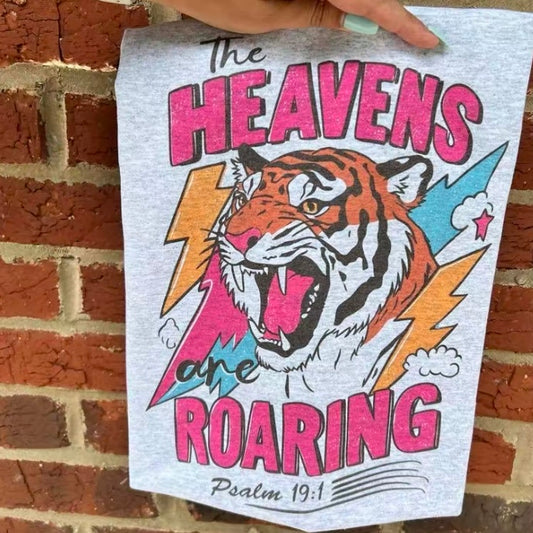 The
HEAVENS
are
ROARING
Psalm 19:1